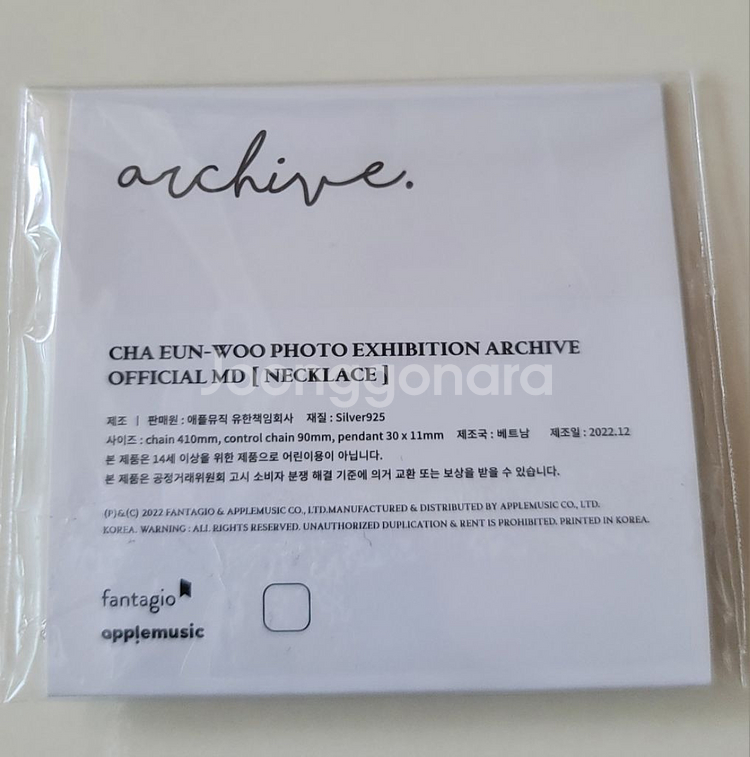 archive.
CHA EUN-WOO PHOTO EXHIBITION ARCHIVE
OFFICIAL MD [ NECKLACE ]
Joonggonara
제조 | 판매원 : 애플뮤직 유한책임회사 재질 : Silver925
사이즈 : chain 410mm, control chain 90mm, pendant 30 x 11mm 제조국 : 베트남 제조일 : 2022.12
본 제품은 14세 이상을 위한 제품으로 어린이용이 아닙니다.
본 제품은 공정거래위원회 고시 소비자 분쟁 해결 기준에 의거 교환 또는 보상을 받을 수 있습니다.
(P)&(C) 2022 FANTAGIO & APPLEMUSIC CO., LTD.MANUFACTURED & DISTRIBUTED BY APPLEMUSIC CO., LTD.
KOREA. WARNING : ALL RIGHTS RESERVED. UNAUTHORIZED DUPLICATION & RENT IS PROHIBITED. PRINTED IN KOREA.
fantagio
applemusic